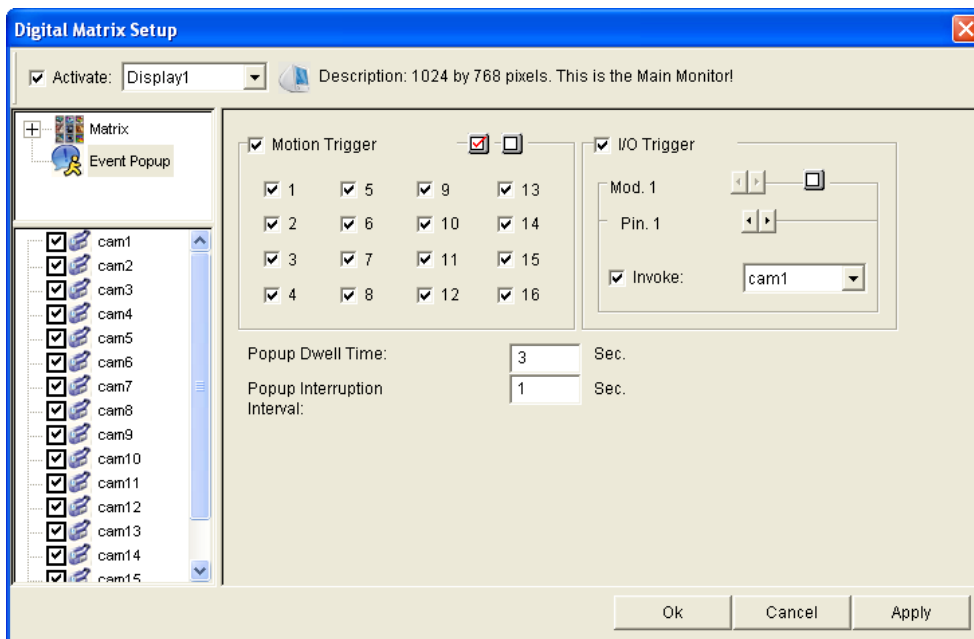 Digital Matrix Setup
Activate: Display1 Description: 1024 by 768 pixels. This is the Main Monitor!
Matrix
Event Popup
cam1
cam2
cam3
cam4
cam5
cam6
cam7
cam8
cam9
cam10
cam11
cam12
cam13
cam14
cam15
Motion Trigger
1 5 9 13
2 6 10 14
3 7 11 15
4 8 12 16
I/O Trigger
Mod. 1
Pin. 1
Invoke: cam1
Popup Dwell Time: 3 Sec.
Popup Interruption 1 Sec.
Interval:
Ok Cancel Apply